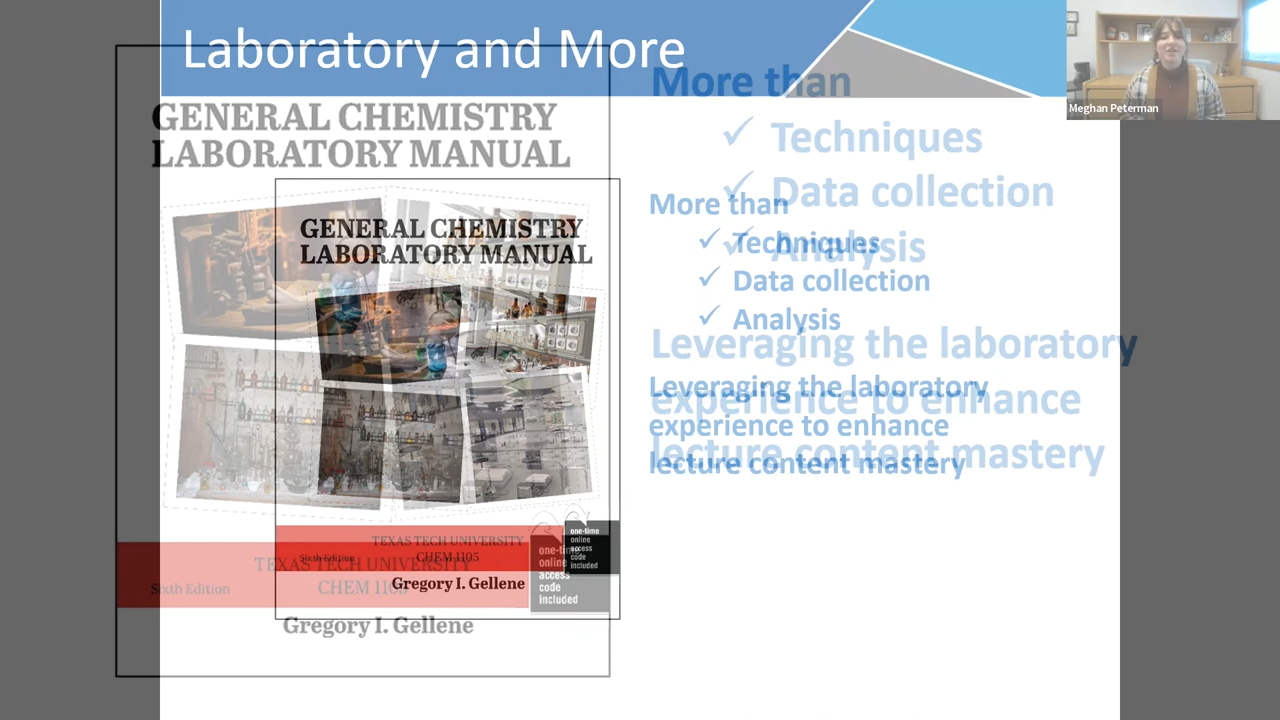 Laboratory and More
Meghan Peterman
More than
Techniques
Data collection
Analysis
Leveraging the laboratory
experience to enhance
lecture content mastery
GENERAL CHEMISTRY
LABORATORY MANUAL
TEXAS TECH UNIVERSITY
Sixth Edition
CHEM 1105
Gregory I. Gellene
one-time
online
access
code
included
More than
Techniques
Data collection
Analysis
Leveraging the laboratory
experience to enhance
lecture content mastery
GENERAL CHEMISTRY
LABORATORY MANUAL
TEXAS TECH UNIVERSITY
Sixth Edition
CHEM 1105
Gregory I. Gellene
one-time
online
access
code
included